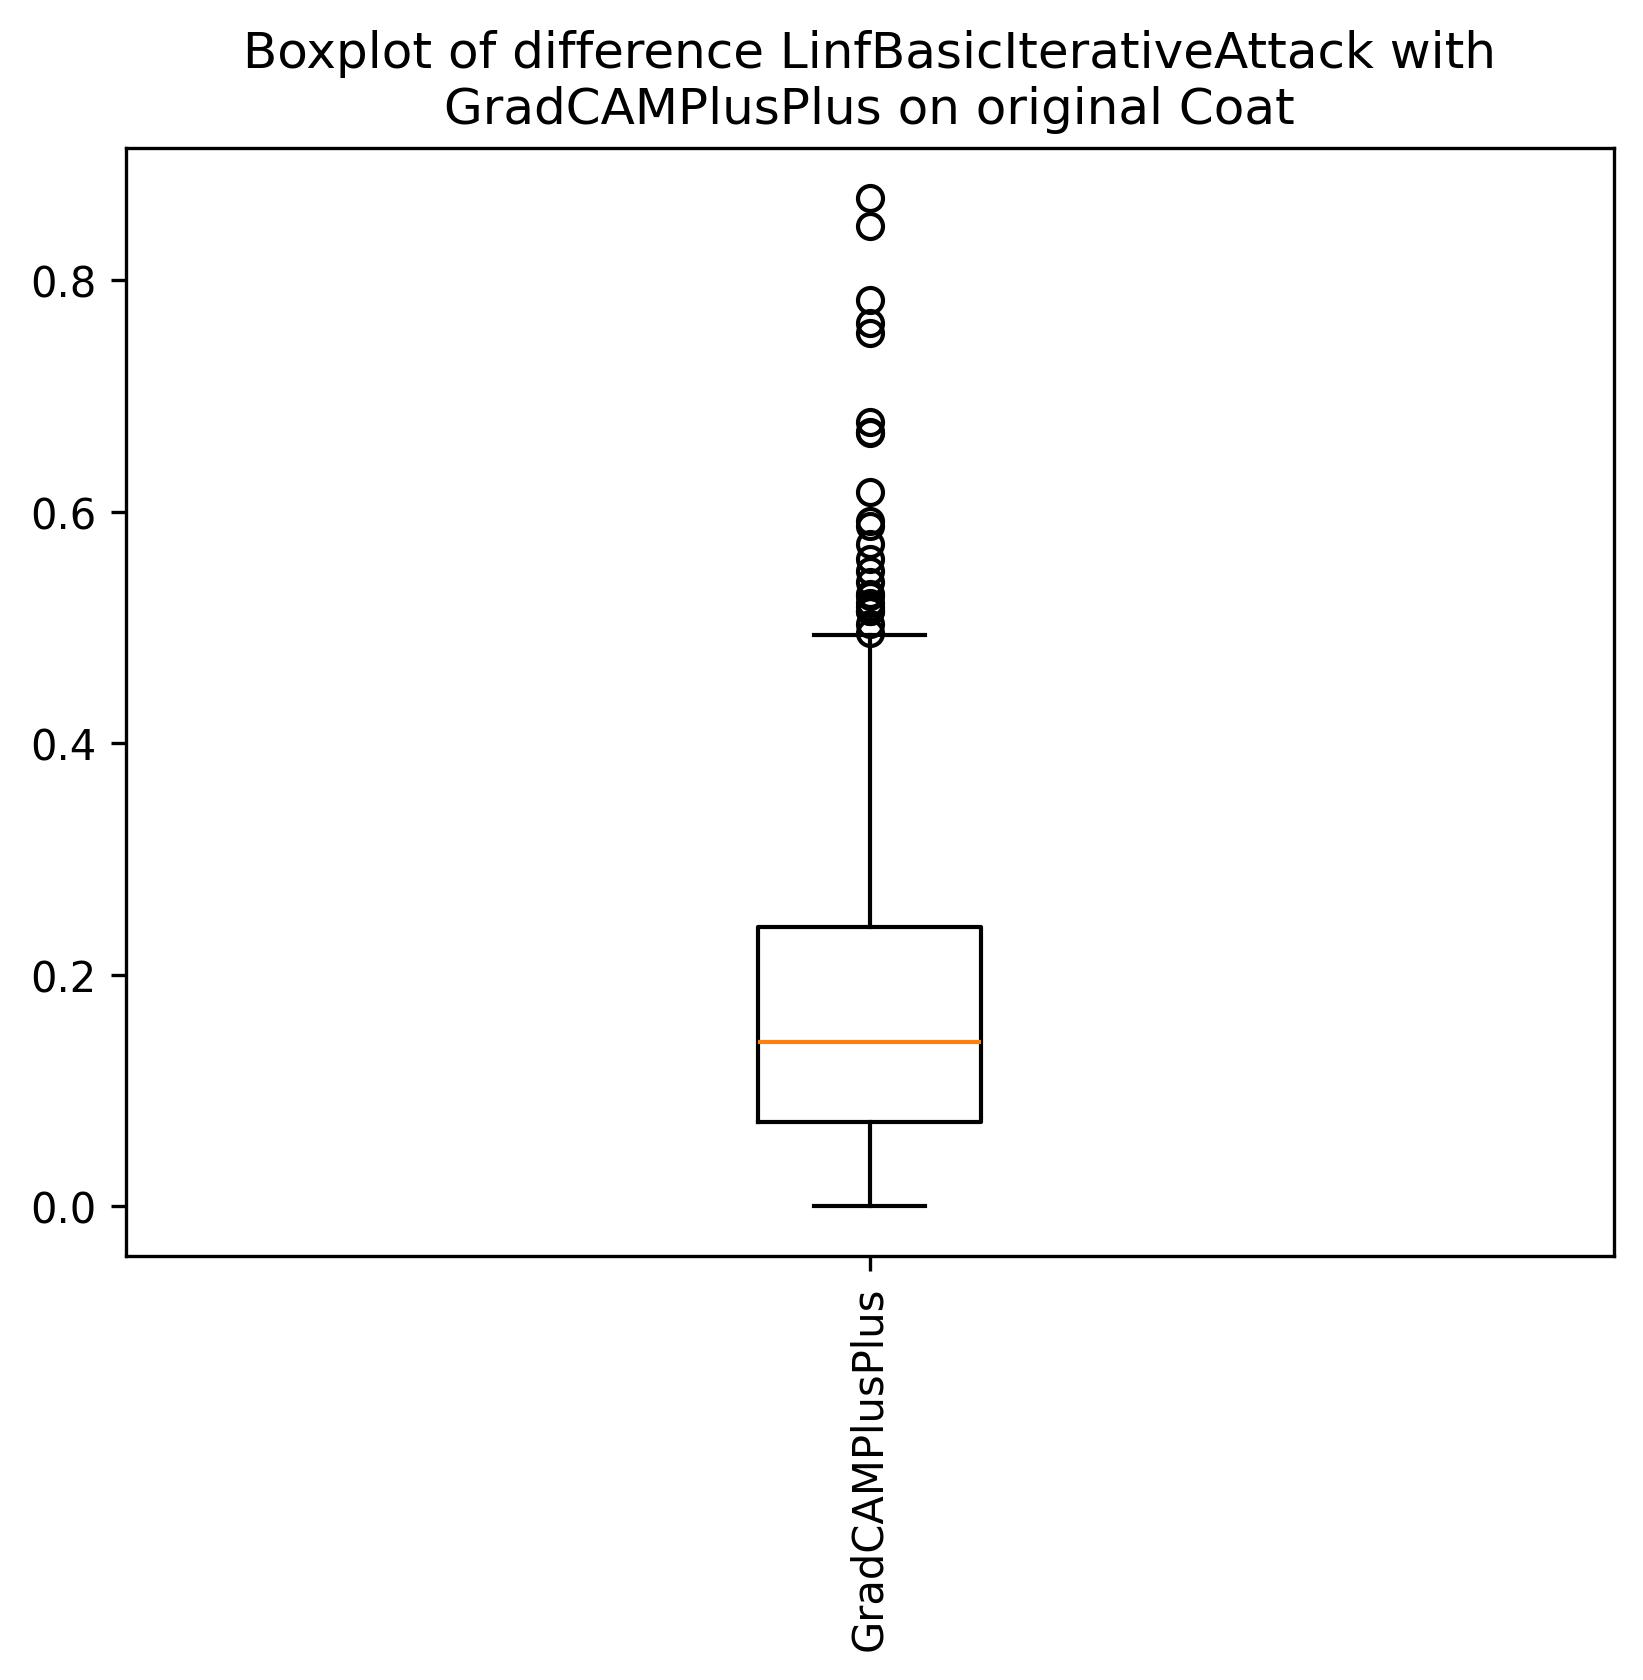 Boxplot of difference LinfBasicIterativeAttack with
GradCAMPlusPlus on original Coat
0.8
0.6
0.4
0.2
0.0
GradCAMPlusPlus